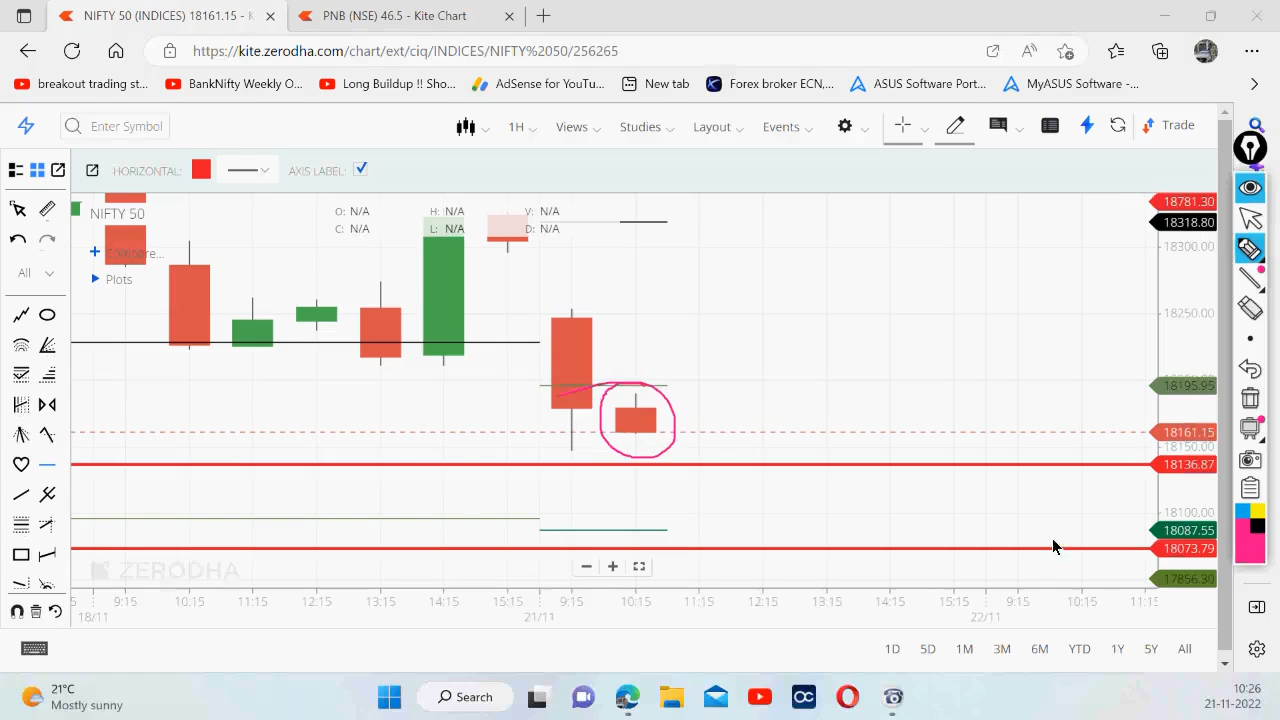 NIFTY 50 (INDICES) 18161.15 - K
PNB (NSE) 46.5 - Kite Chart
https://kite.zerodha.com/chart/ext/ciq/INDICES/NIFTY%2050/256265
breakout trading st...
BankNifty Weekly O...
Long Buildup !! Sho...
AdSense for YouTu...
New tab
Forex broker ECN,...
ASUS Software Port...
MyASUS Software -...
Enter Symbol
1H
Views
Studies
Layout
Events
Trade
HORIZONTAL:
AXIS LABEL:
NIFTY 50
O: N/A
H: N/A
V: N/A
C: N/A
L: N/A
D: N/A
Compare...
Plots
All
18781.30
18318.80
18300.00
18250.00
18195.95
18161.15
18150.00
18136.87
18100.00
18087.55
18073.79
17856.30
ZERODHA
9:15 10:15 11:15 12:15 13:15 14:15 15:15 9:15 10:15 11:15 12:15 13:15 14:15 15:15 9:15 10:15 11:15
18/11 21/11 22/11
1D 5D 1M 3M 6M YTD 1Y 5Y All
21°C
Mostly sunny
Search
10:26
21-11-2022